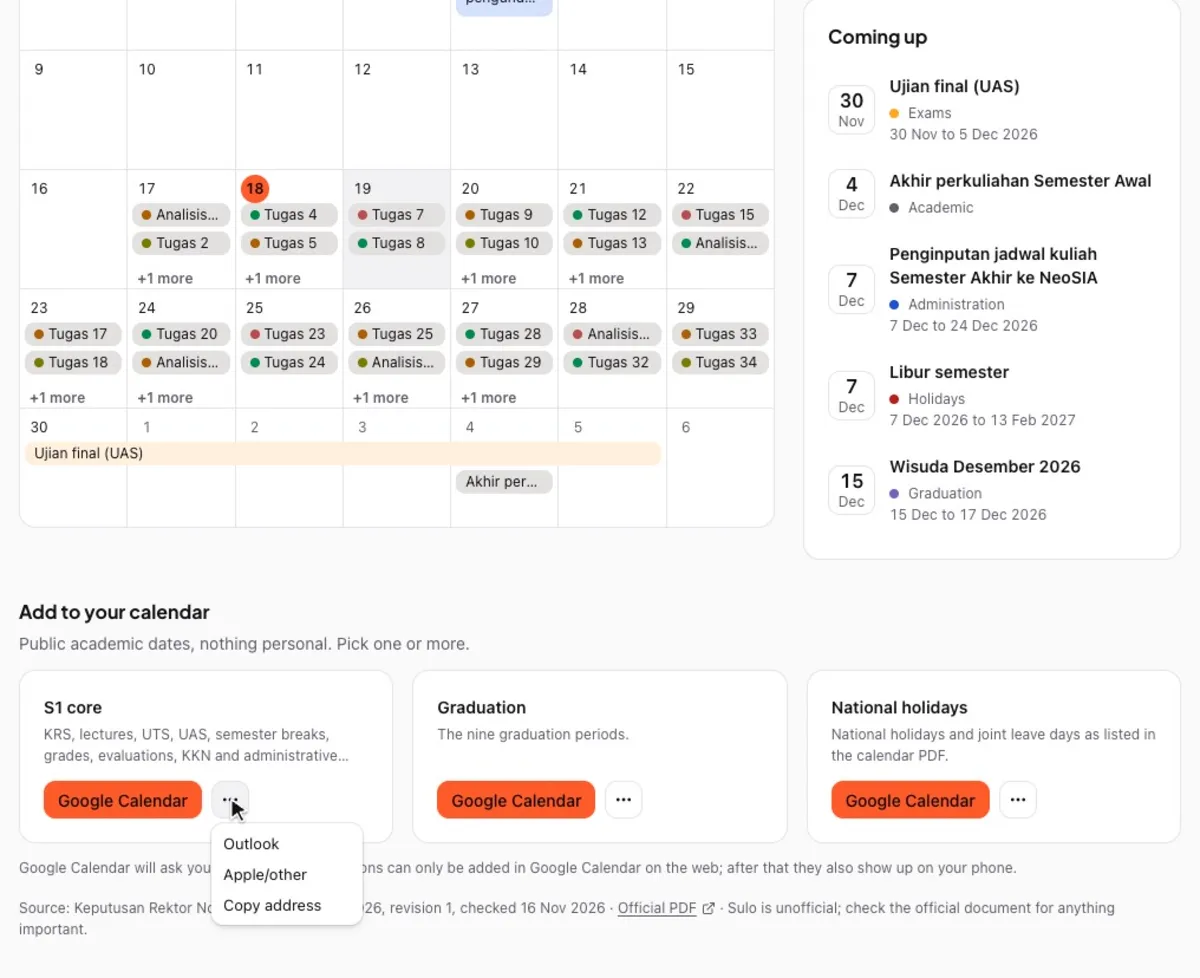 9 10 11 12 13 14 15
16 17 18 19 20 21 22
Analisis... Tugas 4 Tugas 7 Tugas 9 Tugas 12 Tugas 15
Tugas 2 Tugas 5 Tugas 8 Tugas 10 Tugas 13 Analisis...
+1 more +1 more +1 more +1 more
23 24 25 26 27 28 29
Tugas 17 Tugas 20 Tugas 23 Tugas 25 Tugas 28 Analisis... Tugas 33
Tugas 18 Analisis... Tugas 24 Analisis... Tugas 29 Tugas 32 Tugas 34
+1 more +1 more +1 more +1 more
30 1 2 3 4 5 6
Ujian final (UAS)
Akhir per...
Coming up
30
Nov
Ujian final (UAS)
Exams
30 Nov to 5 Dec 2026
4
Dec
Akhir perkuliahan Semester Awal
Academic
7
Dec
Penginputan jadwal kuliah
Semester Akhir ke NeoSIA
Administration
7 Dec to 24 Dec 2026
7
Dec
Libur semester
Holidays
7 Dec 2026 to 13 Feb 2027
15
Dec
Wisuda Desember 2026
Graduation
15 Dec to 17 Dec 2026
Add to your calendar
Public academic dates, nothing personal. Pick one or more.
S1 core
KRS, lectures, UTS, UAS, semester breaks,
grades, evaluations, KKN and administrative...
Google Calendar
Outlook
Apple/other
Copy address
Graduation
The nine graduation periods.
Google Calendar
National holidays
National holidays and joint leave days as listed in
the calendar PDF.
Google Calendar
Google Calendar will ask you can only be added in Google Calendar on the web; after that they also show up on your phone.
Source: Keputusan Rektor revision 1, checked 16 Nov 2026 · Official PDF · Sulo is unofficial; check the official document for anything
important.